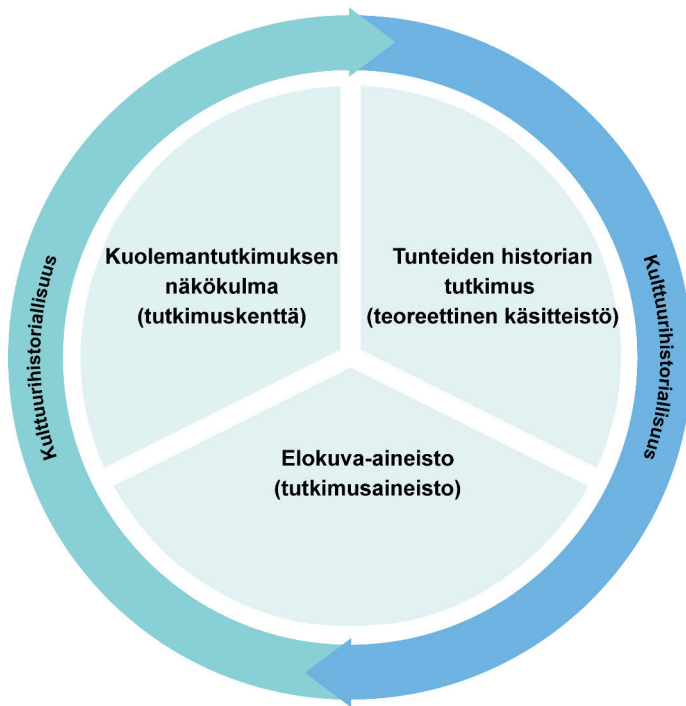 Kuolemantutkimuksen
näkökulma
(tutkimuskenttä)
Tunteiden historian
tutkimus
(teoreettinen käsitteistö)
Elokuva-aineisto
(tutkimusaineisto)
Kulttuurihistoriallisuus
Kulttuurihistoriallisuus